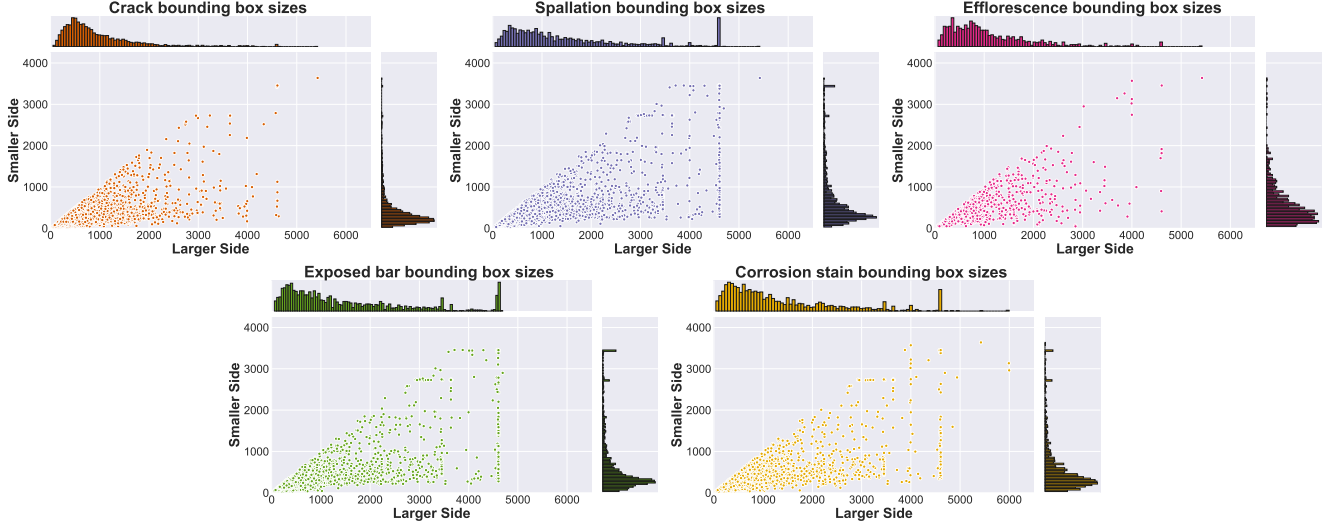 Crack bounding box sizes
4000
3000
2000
1000
0
Smaller Side
0 1000 2000 3000 4000 5000 6000
Larger Side
Spallation bounding box sizes
4000
3000
2000
1000
0
Smaller Side
0 1000 2000 3000 4000 5000 6000
Larger Side
Efflorescence bounding box sizes
4000
3000
2000
1000
0
Smaller Side
0 1000 2000 3000 4000 5000 6000
Larger Side
Exposed bar bounding box sizes
4000
3000
2000
1000
0
Smaller Side
0 1000 2000 3000 4000 5000 6000
Larger Side
Corrosion stain bounding box sizes
4000
3000
2000
1000
0
Smaller Side
0 1000 2000 3000 4000 5000 6000
Larger Side